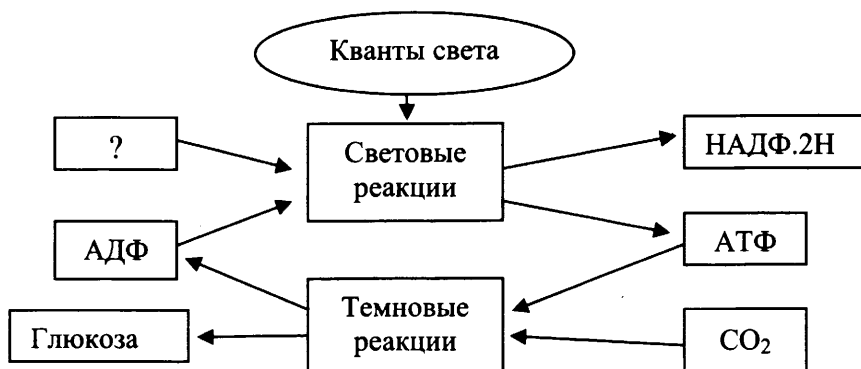 Кванты света
?
Световые
реакции
НАДФ.2Н
АДФ
АТФ
Темновые
реакции
Глюкоза
CO₂